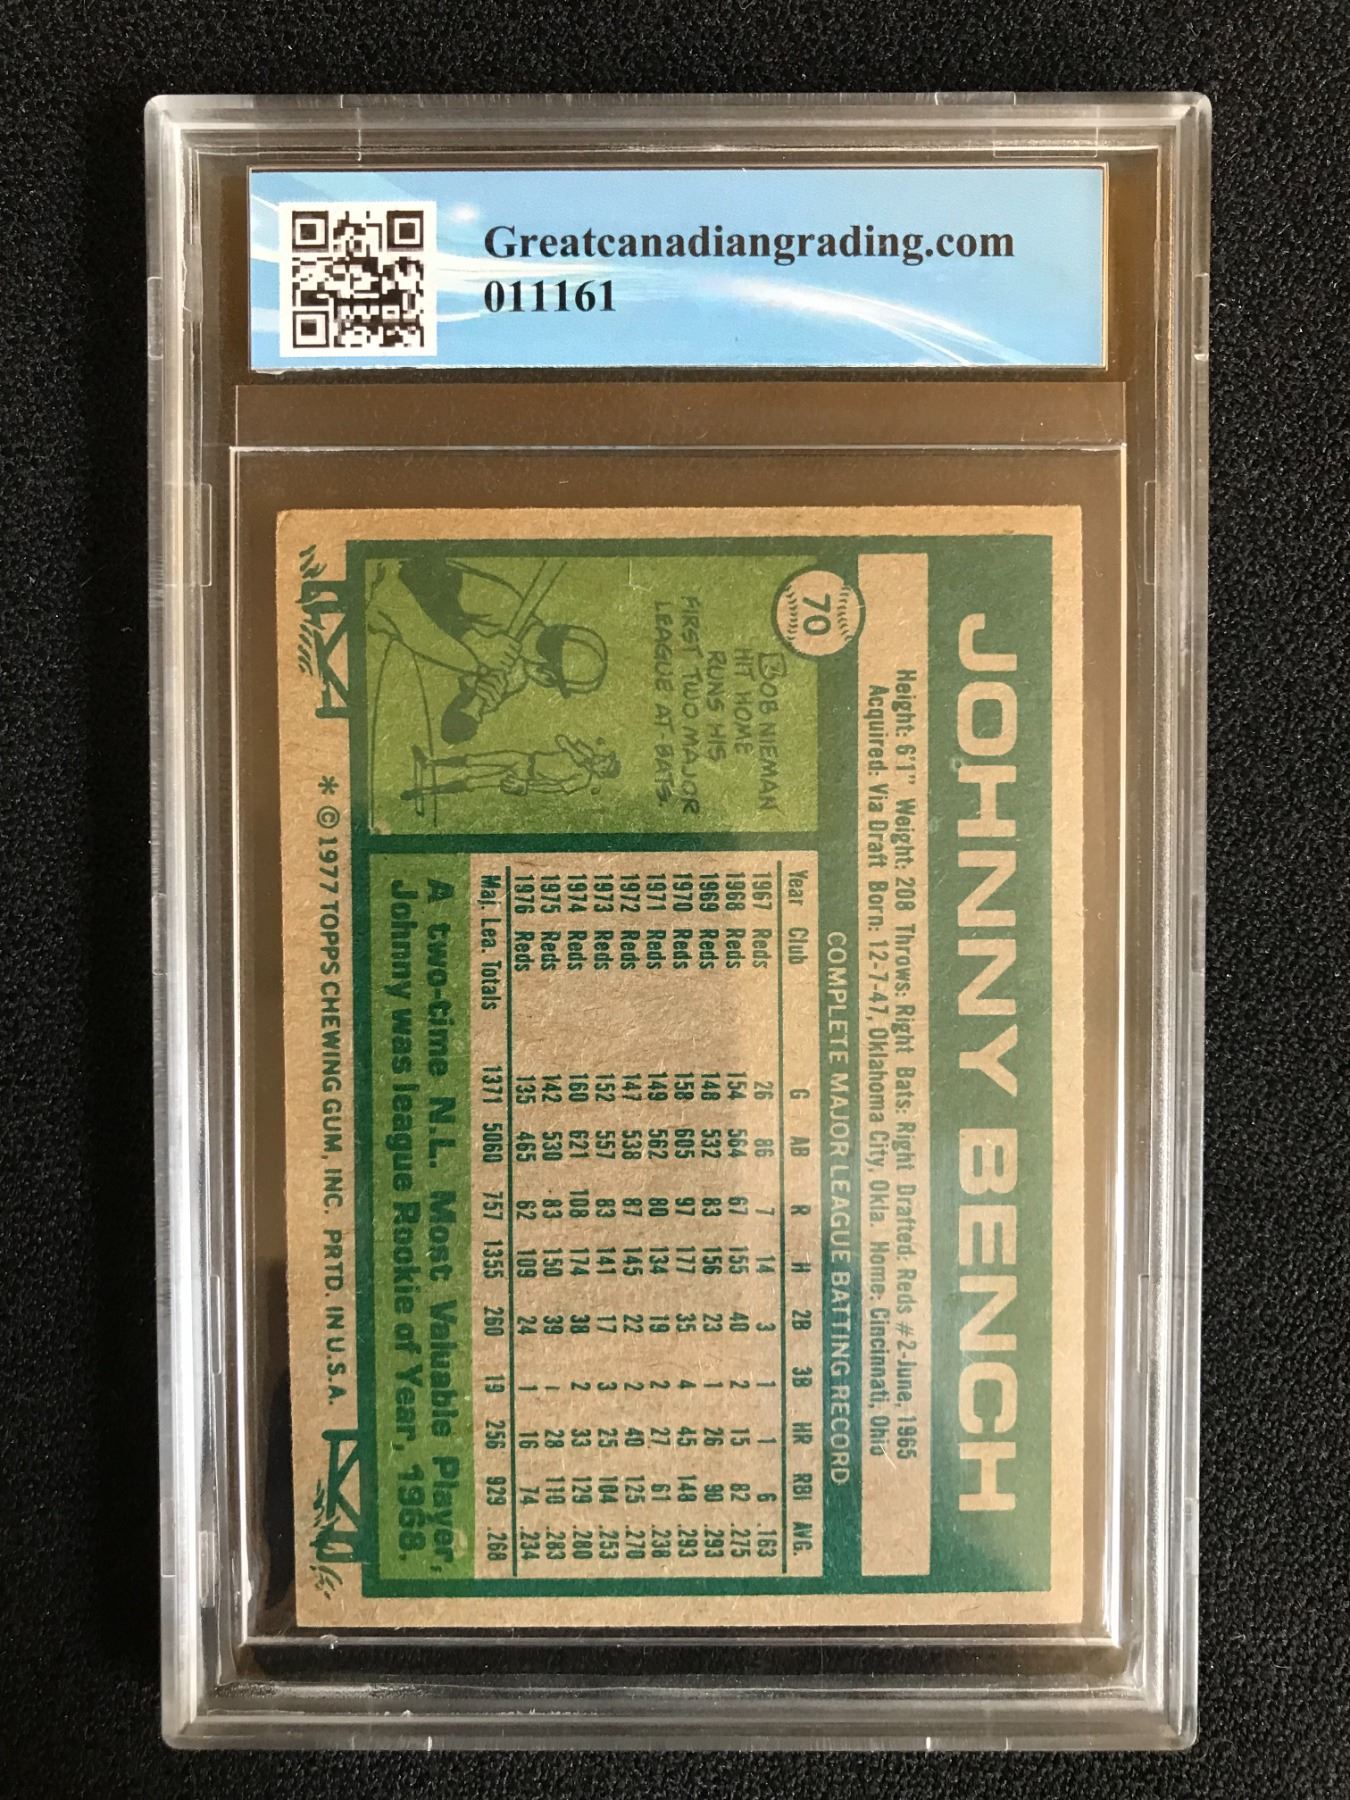 Greatcanadiangrading.com
011161
JOHNNY BENCH
Height: 6'1" Weight: 208 Throws: Right Bats: Right Drafted: Reds #2-June, 1965
Acquired: Via Draft Born: 12-7-47, Oklahoma City, Okla. Home: Cincinnati, Ohio
70
BOB NIEMAN
HIT HOME
RUNS HIS
FIRST TWO MAJOR
LEAGUE AT-BATS.
COMPLETE MAJOR LEAGUE BATTING RECORD
Year Club G AB R H 2B 3B HR RBI AVG.
1967 Reds 26 86 7 14 3 1 1 6 .163
1968 Reds 154 564 67 155 40 2 15 82 .275
1969 Reds 148 532 83 156 23 1 26 90 .293
1970 Reds 158 605 97 177 35 4 45 148 .293
1971 Reds 149 562 80 134 19 2 27 61 .238
1972 Reds 147 538 87 145 22 2 40 125 .270
1973 Reds 152 557 83 141 17 3 25 104 .253
1974 Reds 160 621 108 174 38 2 33 129 .280
1975 Reds 142 530 83 150 39 1 28 110 .283
1976 Reds 135 465 62 109 24 1 16 74 .234
Maj. Lea. Totals 1371 5060 757 1355 260 19 256 929 .268
A two-time N.L. Most Valuable Player,
Johnny was league Rookie of Year, 1968.
* © 1977 TOPPS CHEWING GUM, INC. PRTD. IN U.S.A.